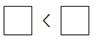 □ < □